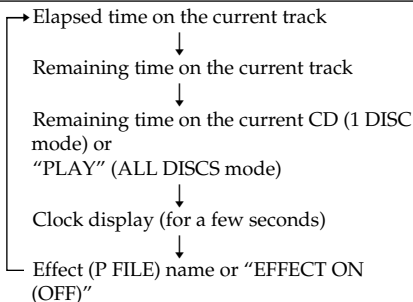 Elapsed time on the current track
Remaining time on the current track
Remaining time on the current CD (1 DISC
mode) or
“PLAY” (ALL DISCS mode)
Clock display (for a few seconds)
Effect (P FILE) name or “EFFECT ON
(OFF)”